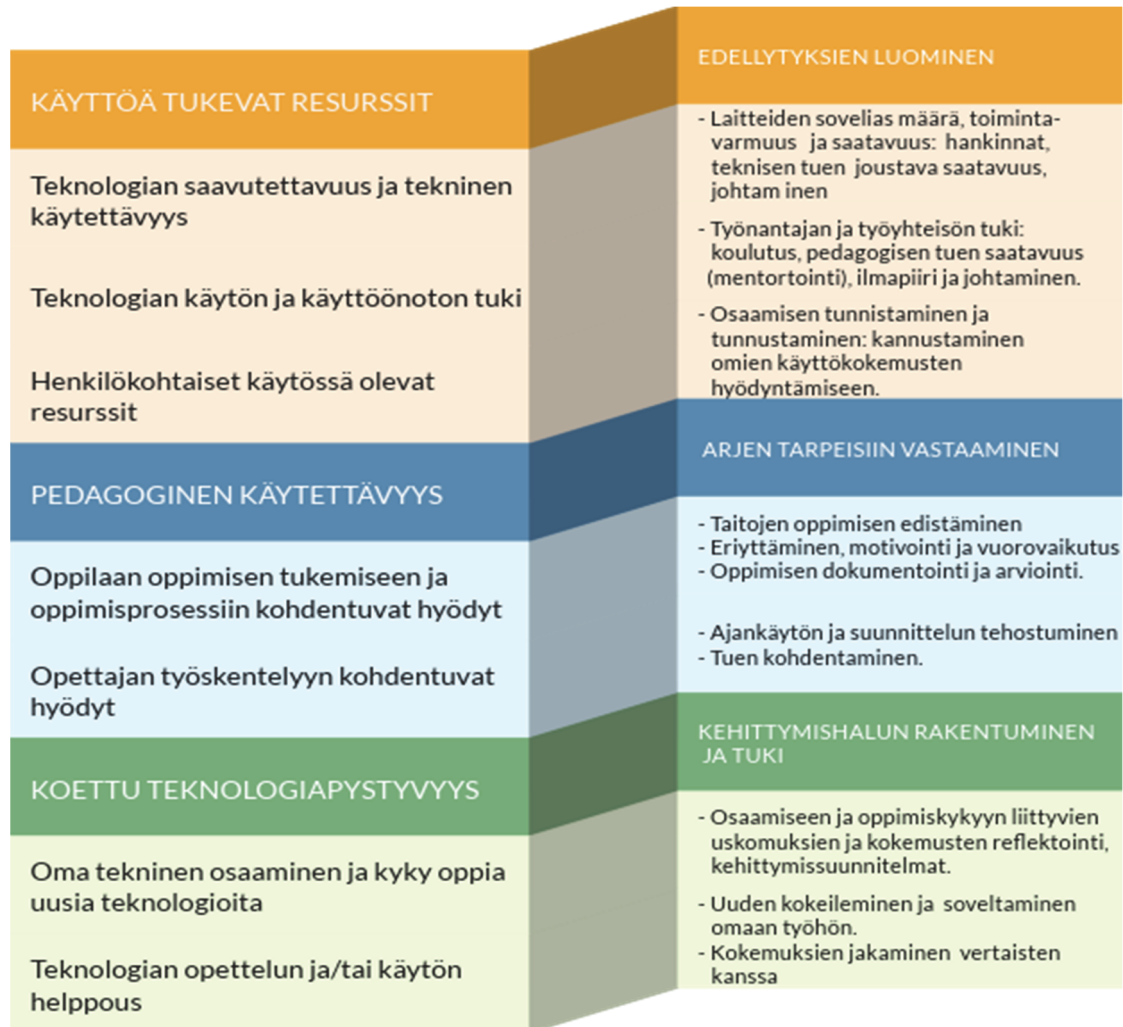 KÄYTTÖÄ TUKEVAT RESURSSIT
Teknologian saavutettavuus ja tekninen
käytettävyys
Teknologian käytön ja käyttöönoton tuki
Henkilökohtaiset käytössä olevat
resurssit
EDELLYTYKSIEN LUOMINEN
- Laitteiden sovelias määrä, toiminta-
varmuus ja saatavuus: hankinnat,
teknisen tuen joustava saatavuus,
johtam inen
- Työnantajan ja työyhteisön tuki:
koulutus, pedagogisen tuen saatavuus
(mentortointi), ilmapiiri ja johtaminen.
- Osaamisen tunnistaminen ja
tunnustaminen: kannustaminen
omien käyttökokemusten
hyödyntämiseen.
PEDAGOGINEN KÄYTETTÄVYYS
Oppilaan oppimisen tukemiseen ja
oppimisprosessiin kohdentuvat hyödyt
Opettajan työskentelyyn kohdentuvat
hyödyt
ARJEN TARPEISIIN VASTAAMINEN
- Taitojen oppimisen edistäminen
- Eriyttäminen, motivointi ja vuorovaikutus
- Oppimisen dokumentointi ja arviointi.
- Ajankäytön ja suunnittelun tehostuminen
- Tuen kohdentaminen.
KOETTU TEKNOLOGIAPYSTYVYYS
Oma tekninen osaaminen ja kyky oppia
uusia teknologioita
Teknologian opettelun ja/tai käytön
helppous
KEHITTYMISHALUN RAKENTUMINEN
JA TUKI
- Osaamiseen ja oppimiskykyyn liittyvien
uskomuksien ja kokemusten reflektointi,
kehittymissuunnitelmat.
- Uuden kokeileminen ja soveltaminen
omaan työhön.
- Kokemuksien jakaminen vertaisten
kanssa